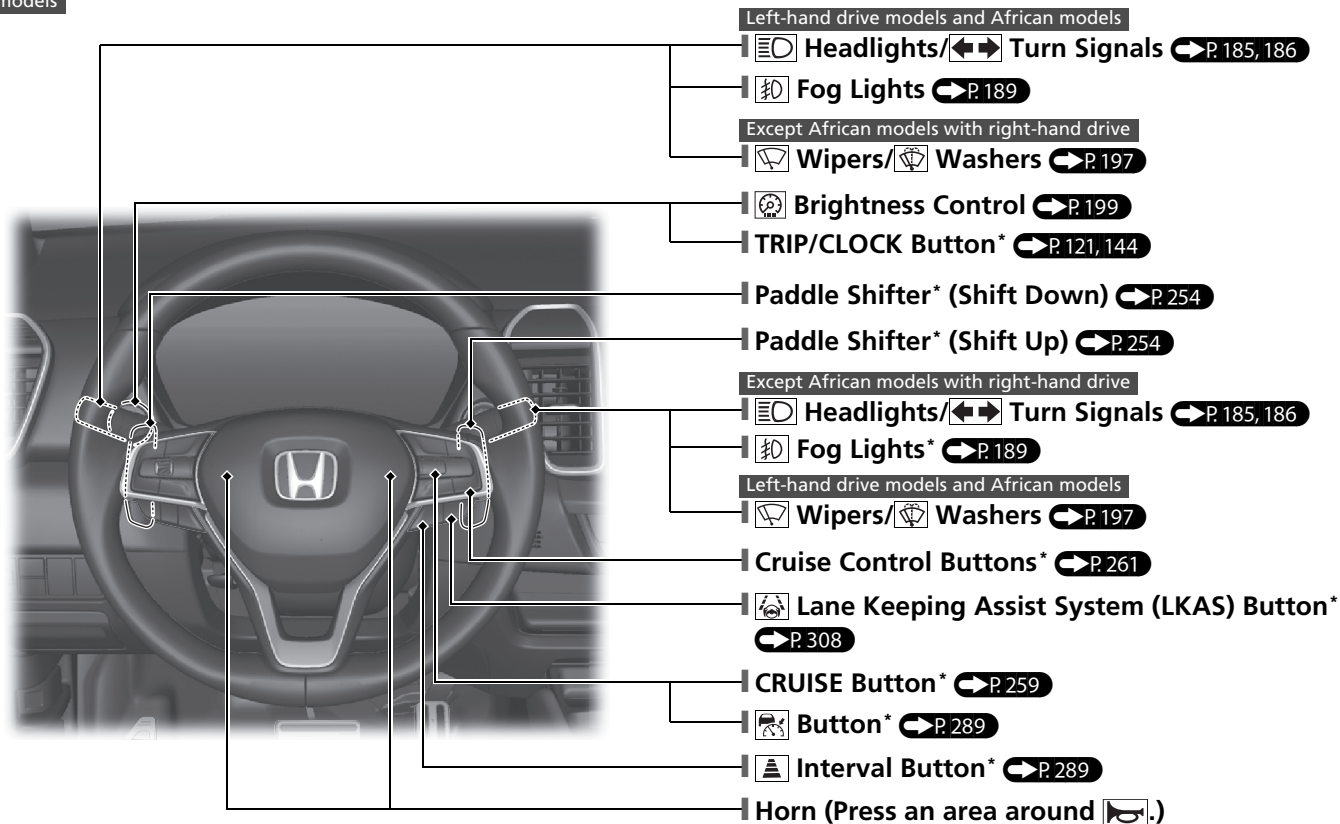 models
Left-hand drive models and African models
Headlights/ Turn Signals P. 185, 186
Fog Lights P. 189
Except African models with right-hand drive
Wipers/ Washers P. 197
Brightness Control P. 199
TRIP/CLOCK Button* P. 121, 144
Paddle Shifter* (Shift Down) P. 254
Paddle Shifter* (Shift Up) P. 254
Except African models with right-hand drive
Headlights/ Turn Signals P. 185, 186
Fog Lights* P. 189
Left-hand drive models and African models
Wipers/ Washers P. 197
Cruise Control Buttons* P. 261
Lane Keeping Assist System (LKAS) Button*
P. 308
CRUISE Button* P. 259
Button* P. 289
Interval Button* P. 289
Horn (Press an area around .)